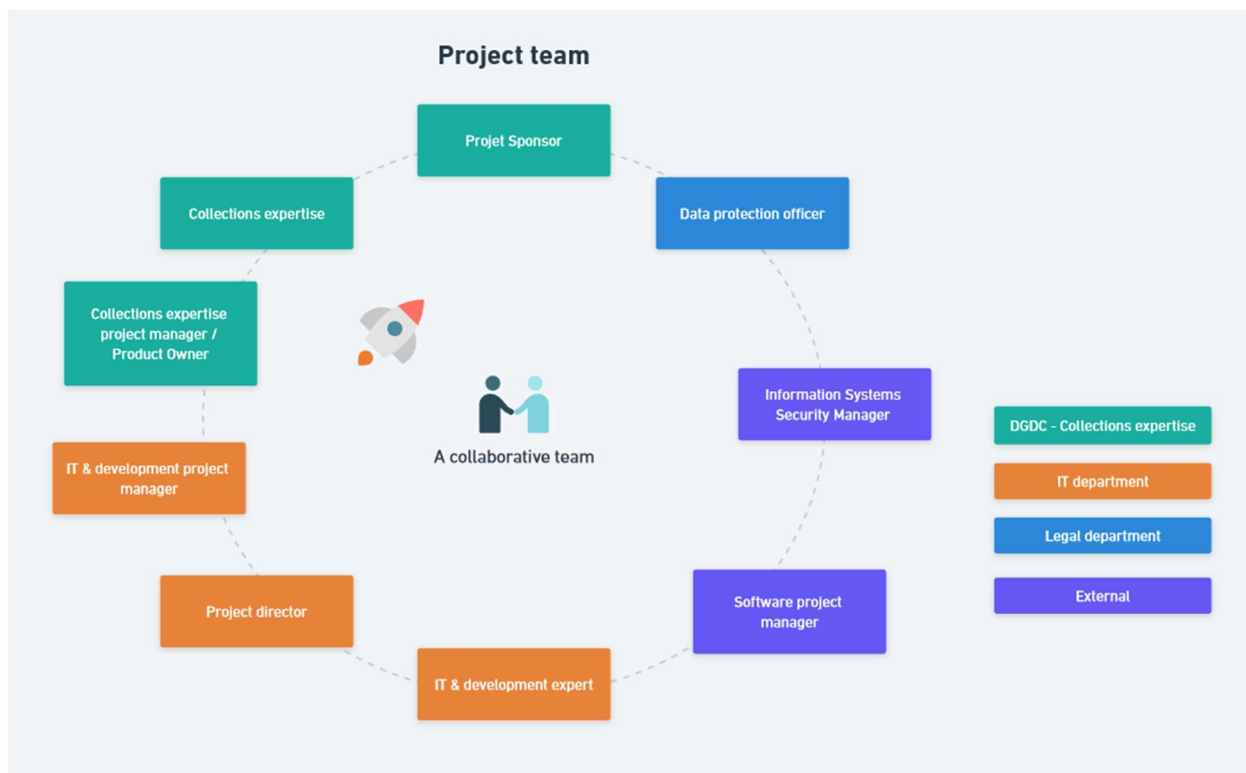 Project team
Projet Sponsor
Collections expertise
Data protection officer
Collections expertise
project manager /
Product Owner
Information Systems
Security Manager
A collaborative team
IT & development project
manager
Project director
Software project
manager
IT & development expert
DGDC - Collections expertise
IT department
Legal department
External